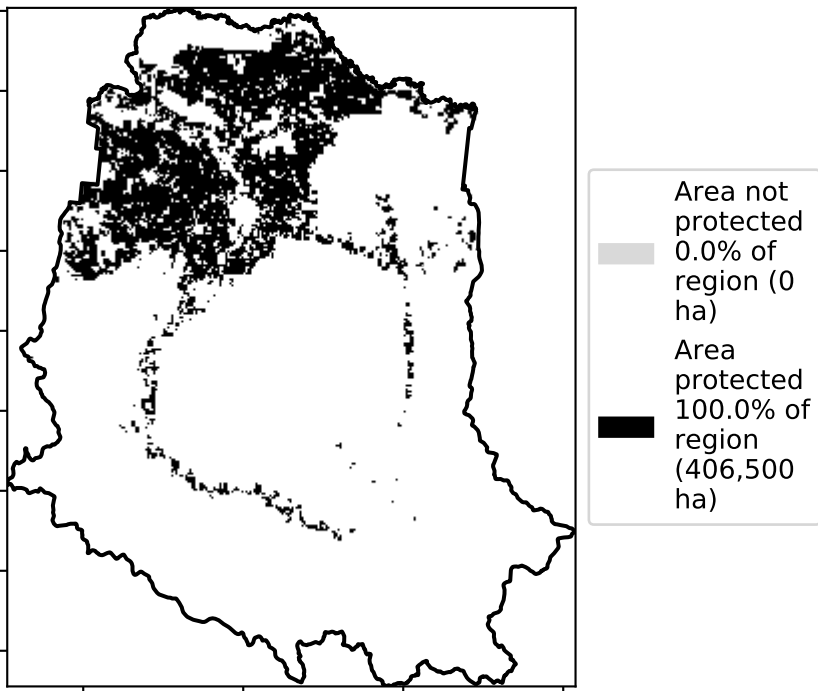 Area not
protected
0.0% of
region (0
ha)
Area
protected
100.0% of
region
(406,500
ha)